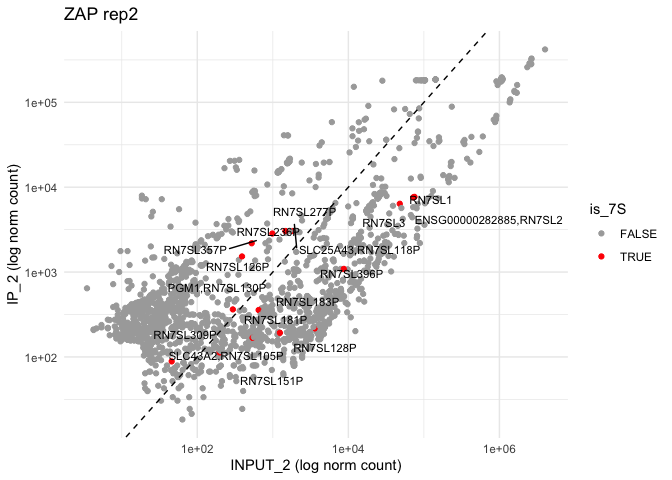 ZAP rep2
IP_2 (log norm count)
1e+05
1e+04
1e+03
1e+02
RN7SL277P
RN7SL1
RN7SL3
ENSG00000282885,RN7SL2
RN7SL357P
SLC25A43,RN7SL118P
RN7SL126P
RN7SL396P
PGM1,RN7SL130P
RN7SL183P
RN7SL181P
RN7SL309P
RN7SL128P
SLC43A2,RN7SL105P
RN7SL151P
1e+02
1e+04
1e+06
INPUT_2 (log norm count)
is_7S
FALSE
TRUE